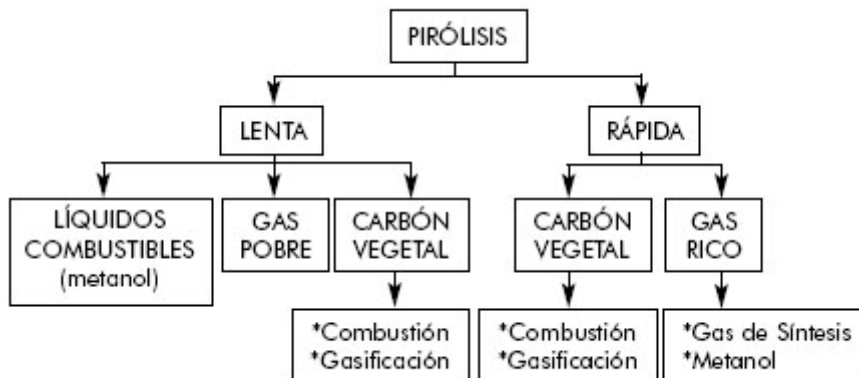 PIRÓLISIS
LENTA
RÁPIDA
LÍQUIDOS
COMBUSTIBLES
(metanol)
GAS
POBRE
CARBÓN
VEGETAL
CARBÓN
VEGETAL
GAS
RICO
*Combustión
*Gasificación
*Combustión
*Gasificación
*Gas de Síntesis
*Metanol